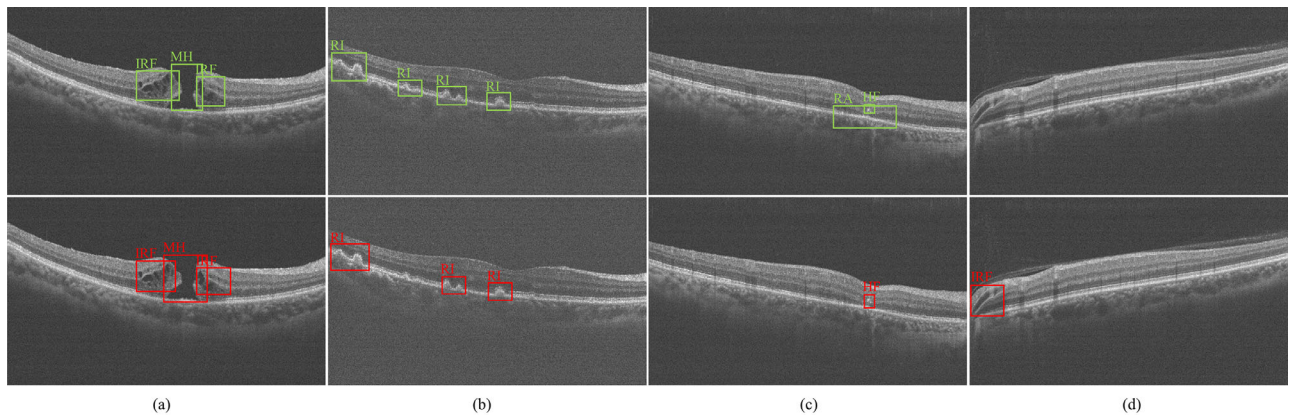 IRF MH IRF
RI RI RI RI
RA HF
IRF MH IRF
RI RI RI
HF
IRF
(a) (b) (c) (d)